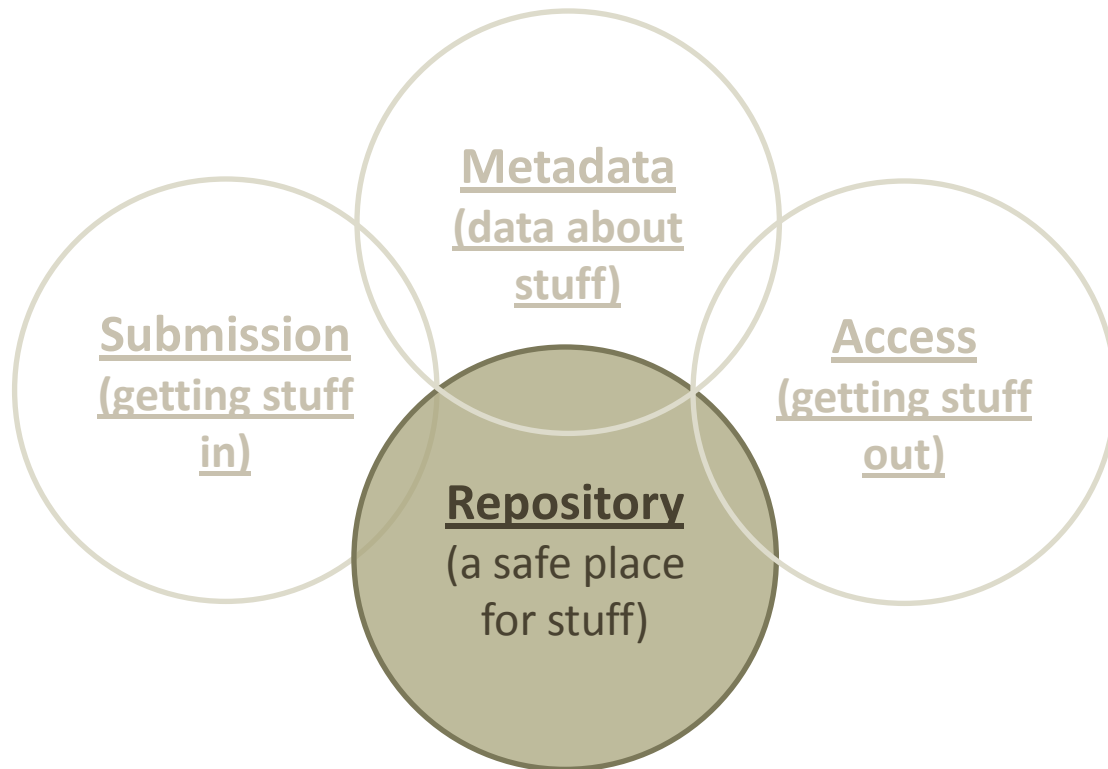 Metadata
(data about
stuff)
Submission
(getting stuff
in)
Access
(getting stuff
out)
Repository
(a safe place
for stuff)